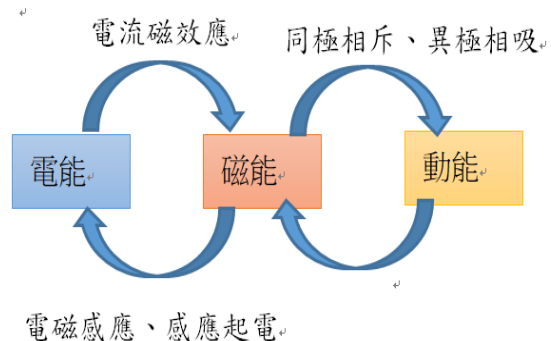 電流磁效應
同極相斥、異極相吸
電能
磁能
動能
電磁感應、感應起電